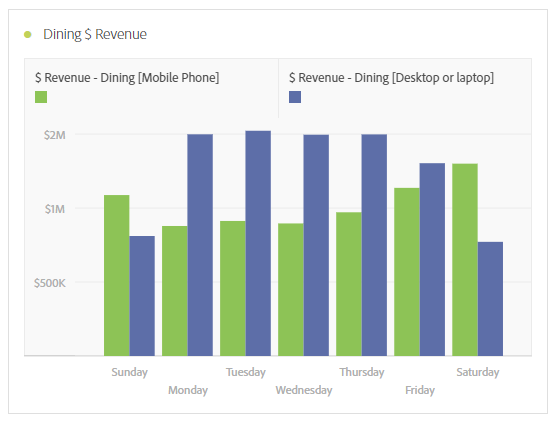 Dining $ Revenue
$ Revenue - Dining [Mobile Phone]
$ Revenue - Dining [Desktop or laptop]
$2M
$1M
$500K
Sunday
Monday
Tuesday
Wednesday
Thursday
Friday
Saturday